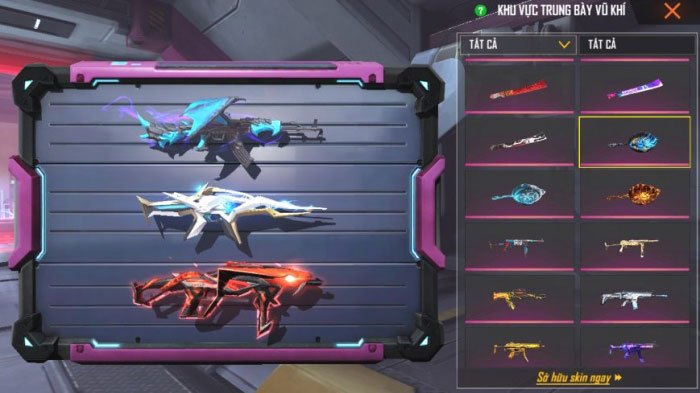 ? KHU VỰC TRƯNG BÀY VŨ KHÍ
TẤT CẢ TẤT CẢ
Sở hữu skin ngay